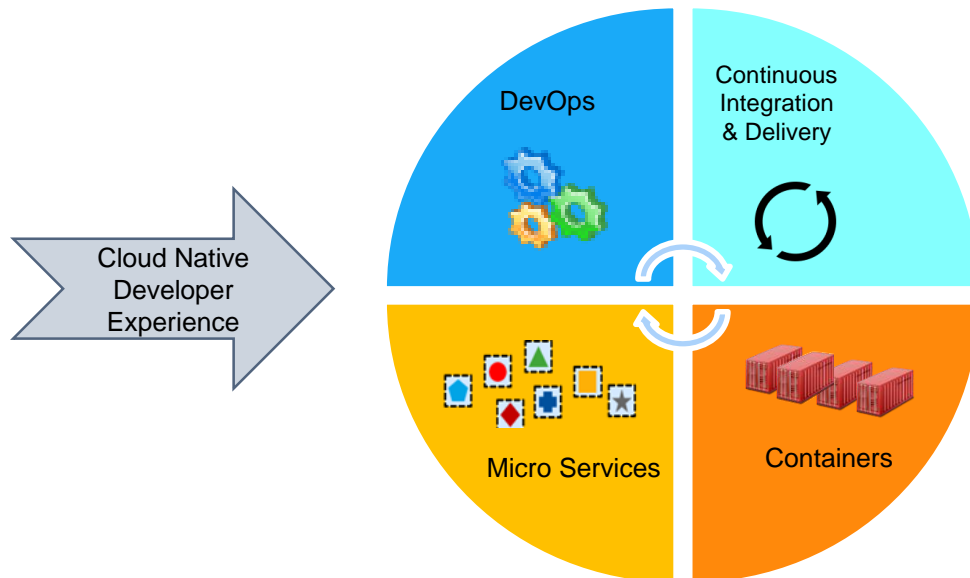 DevOps
Continuous
Integration
& Delivery
Cloud Native
Developer
Experience
Micro Services
Containers